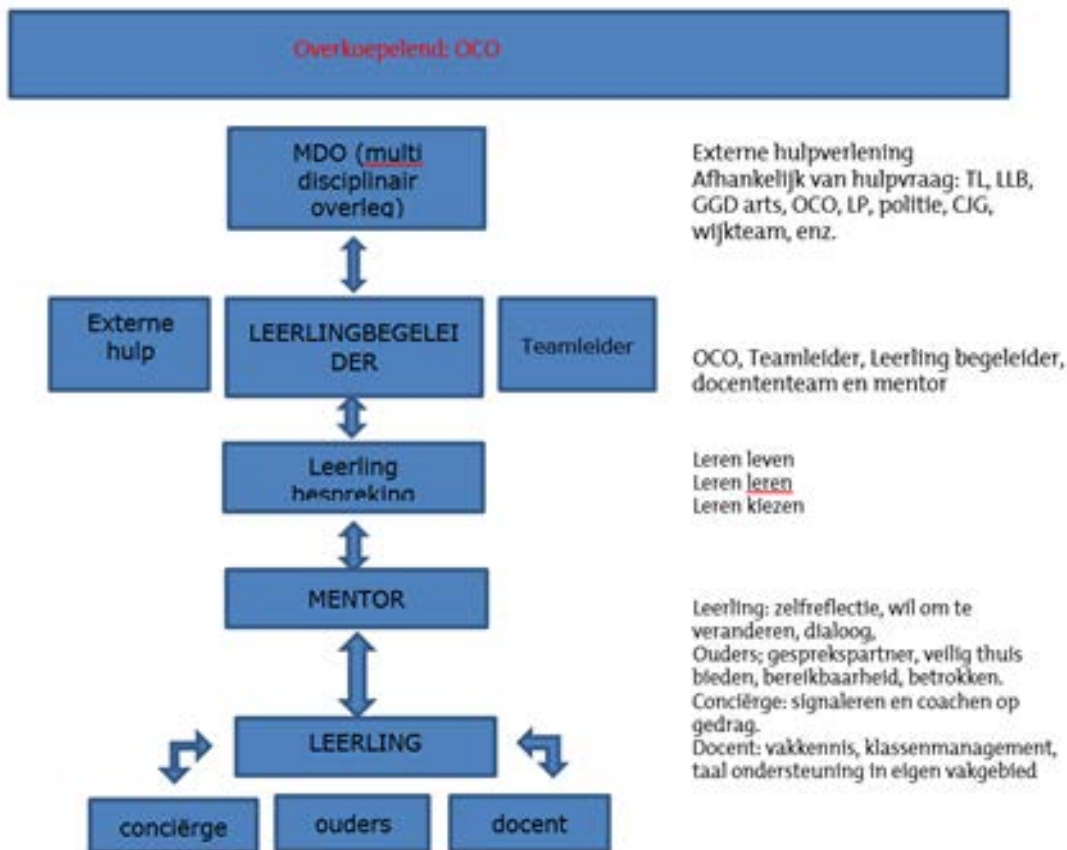 Overkoepelend: OCO
MDO (multi
disciplinair
overleg)
Externe hulpverlening
Afhankelijk van hulpvraag: TL, LLB,
GGD arts, OCO, LP, politie, CJG,
wijkteam, enz.
Externe
hulp
LEERLINGBEGELEI
DER
Teamleider
OCO, Teamleider, Leerling begeleider,
docententeam en mentor
Leerling
bespreking
Leren leven
Leren leren
Leren kiezen
MENTOR
Leerling: zelfreflectie, wil om te
veranderen, dialoog,
Ouders; gesprekspartner, veilig thuis
bieden, bereikbaarheid, betrokken.
Conciërge: signaleren en coachen op
gedrag.
Docent: vakkennis, klassenmanagement,
taal ondersteuning in eigen vakgebied
LEERLING
conciërge
ouders
docent